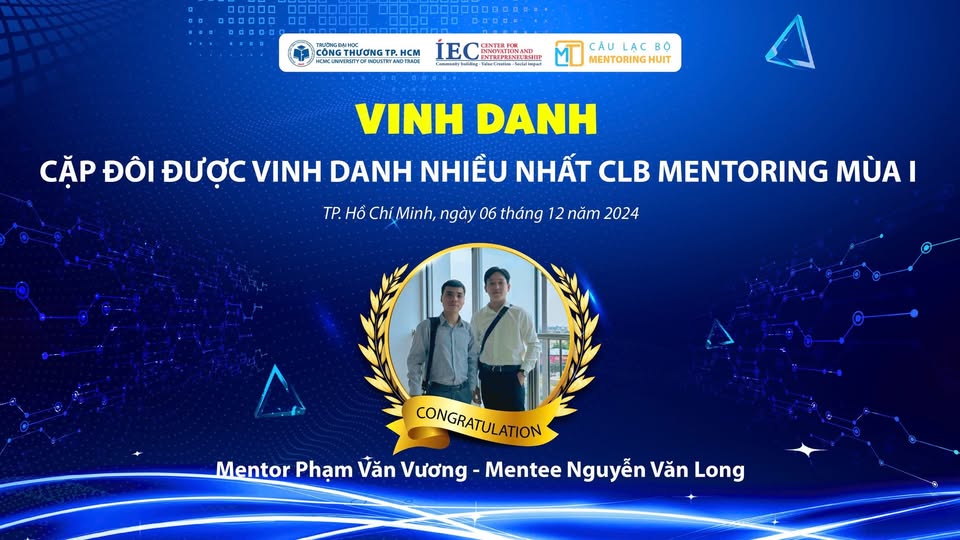 TRƯỜNG ĐẠI HỌC
CÔNG THƯƠNG TP. HCM
HCMC UNIVERSITY OF INDUSTRY AND TRADE
IEC
CENTER FOR
INNOVATION AND
ENTREPRENEURSHIP
Community building - Value Creation - Social impact
MT
CÂU LẠC BỘ
MENTORING HUIT
VINH DANH
CẶP ĐÔI ĐƯỢC VINH DANH NHIỀU NHẤT CLB MENTORING MÙA I
TP. Hồ Chí Minh, ngày 06 tháng 12 năm 2024
CONGRATULATION
Mentor Phạm Văn Vương - Mentee Nguyễn Văn Long